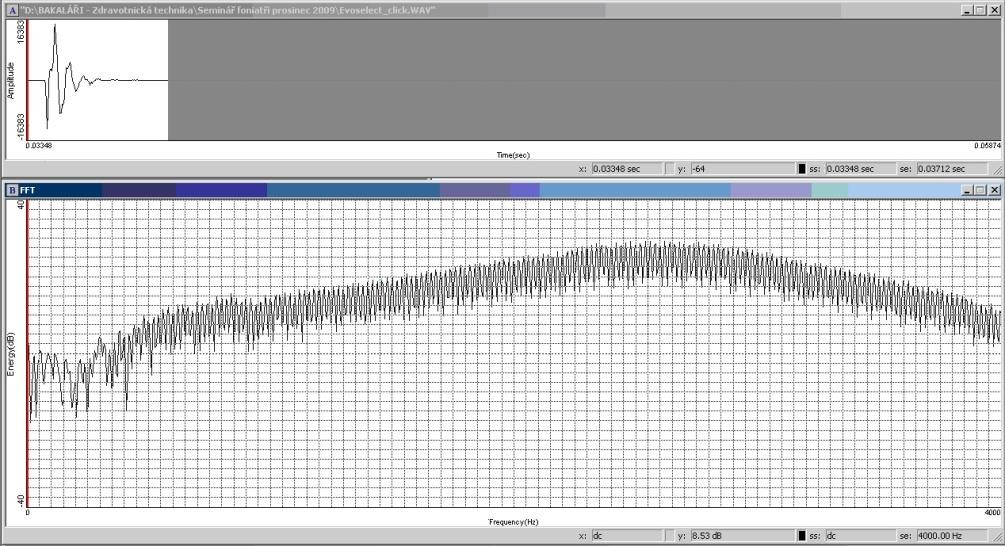 A "D:\BAKALÁŘI - Zdravotnická technika\Seminář foniatři prosinec 2009\Evoselect_click.WAV"
16383
Amplitude
-16383
0.03348 0.05874
Time(sec)
x: 0.03348 sec y: -64 ss: 0.03348 sec se: 0.03712 sec
B FFT
40
Energy(dB)
-40
0 4000
Frequency(Hz)
x: dc y: 8.53 dB ss: dc se: 4000.00 Hz